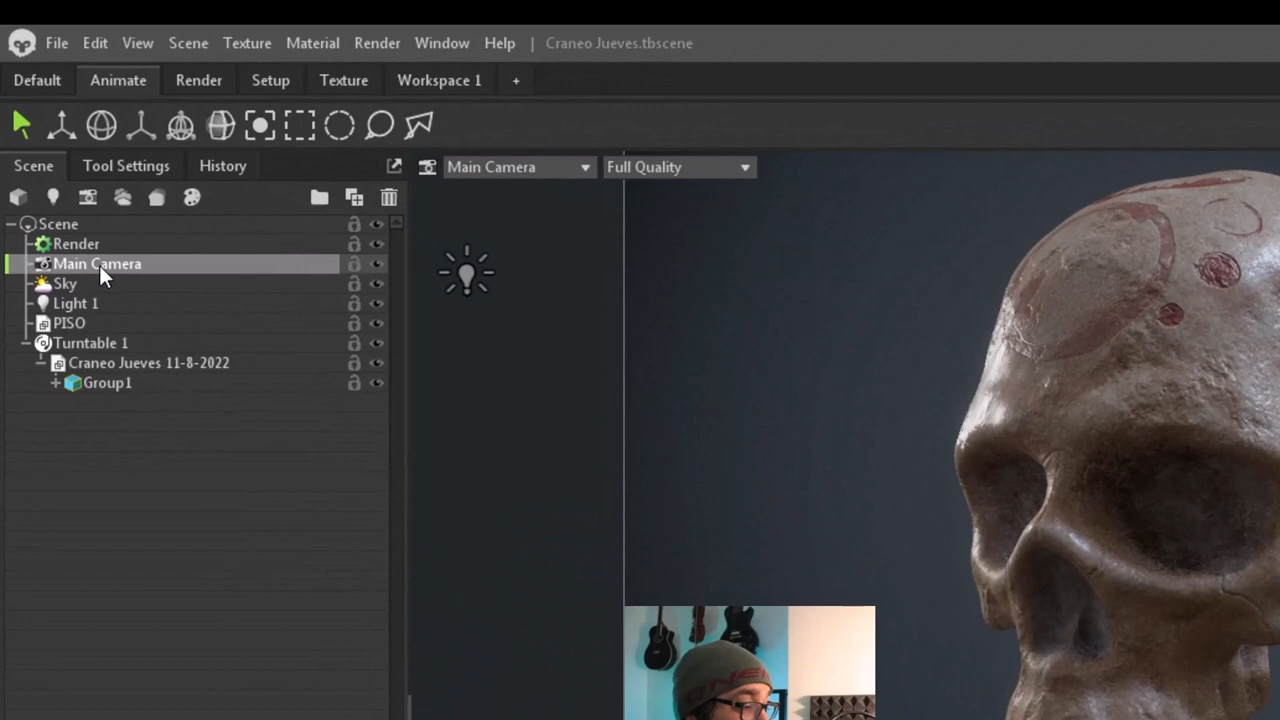 File Edit View Scene Texture Material Render Window Help | Craneo Jueves.tbscene
Default Animate Render Setup Texture Workspace 1 +
Scene Tool Settings History
Main Camera Full Quality
Scene
Render
Main Camera
Sky
Light 1
PISO
Turntable 1
Craneo Jueves 11-8-2022
Group1